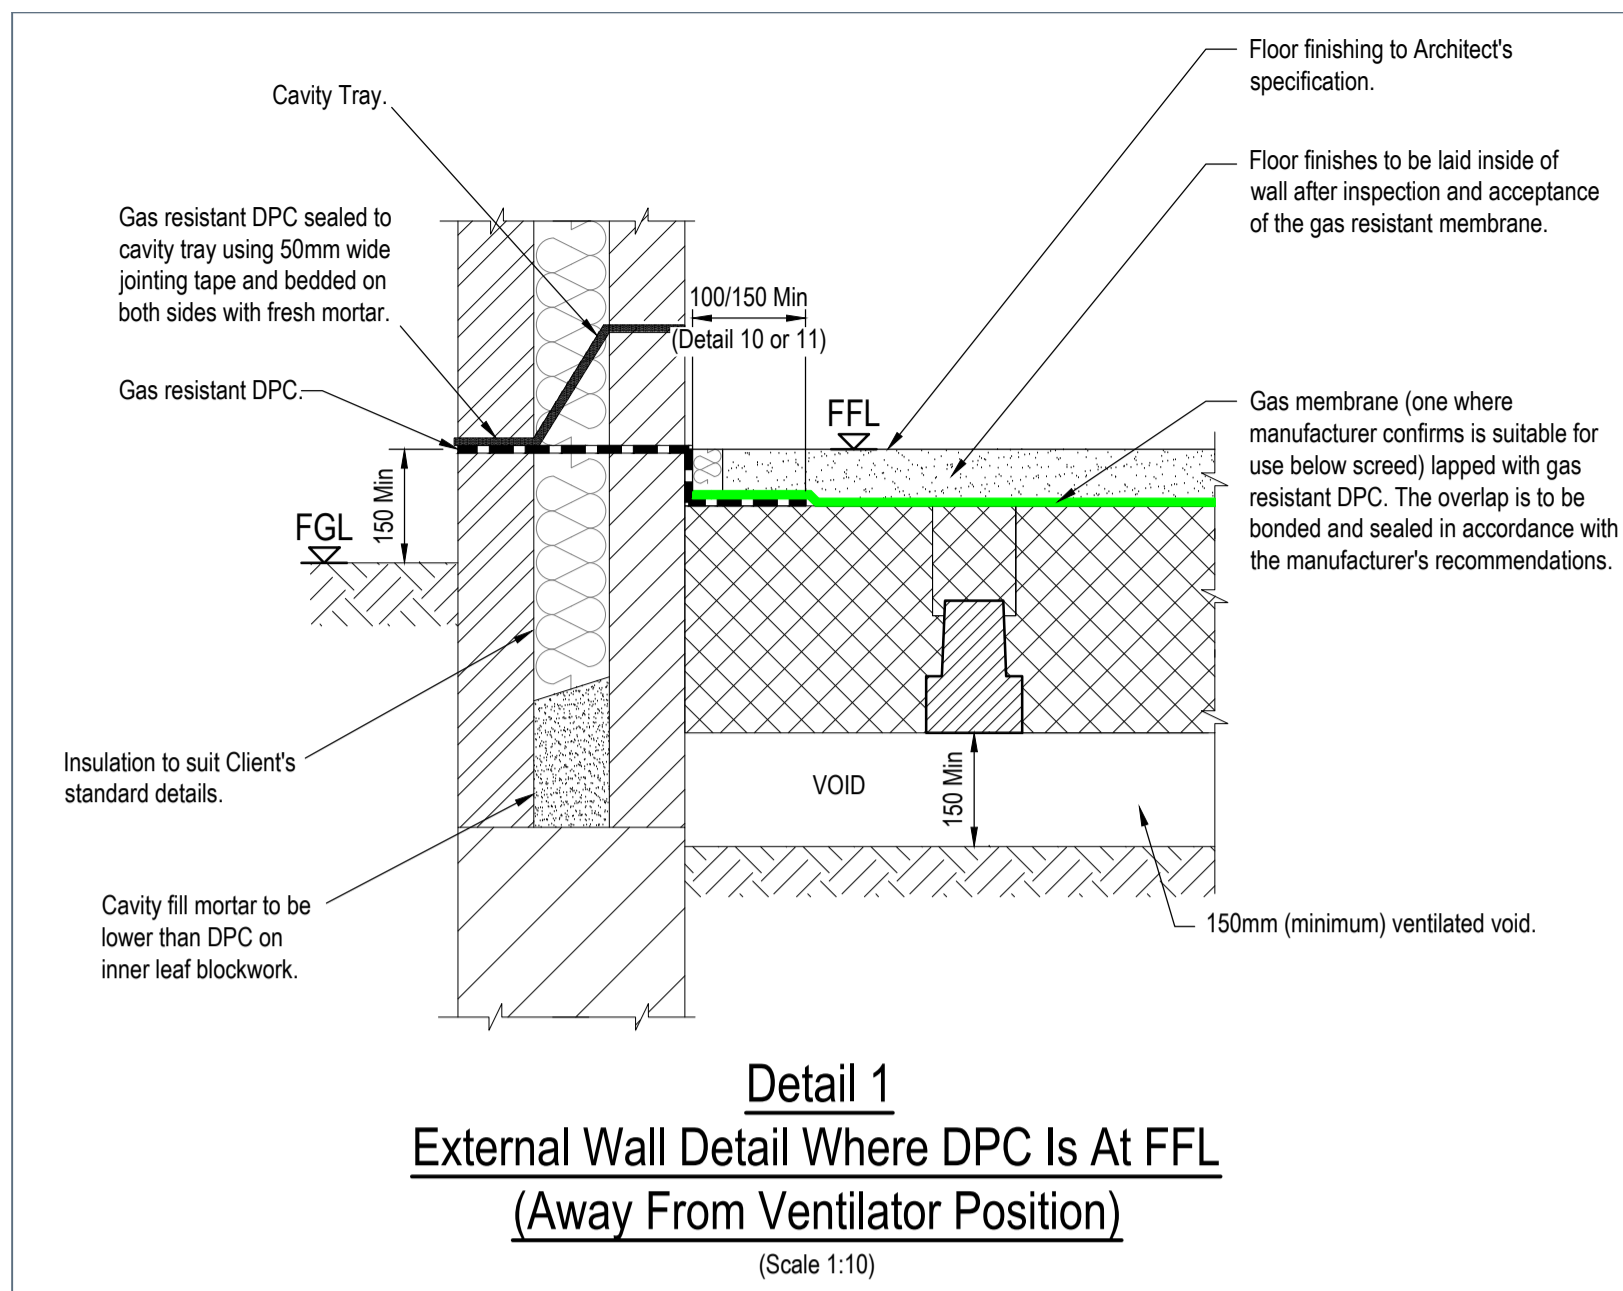 Cavity Tray.
Gas resistant DPC sealed to
cavity tray using 50mm wide
jointing tape and bedded on
both sides with fresh mortar.
Gas resistant DPC.
150 Min
FGL
Insulation to suit Client's
standard details.
Cavity fill mortar to be
lower than DPC on
inner leaf blockwork.
100/150 Min
(Detail 10 or 11)
FFL
VOID
150 Min
Floor finishing to Architect's
specification.
Floor finishes to be laid inside of
wall after inspection and acceptance
of the gas resistant membrane.
Gas membrane (one where
manufacturer confirms is suitable for
use below screed) lapped with gas
resistant DPC. The overlap is to be
bonded and sealed in accordance with
the manufacturer's recommendations.
150mm (minimum) ventilated void.
Detail 1
External Wall Detail Where DPC Is At FFL
(Away From Ventilator Position)
(Scale 1:10)